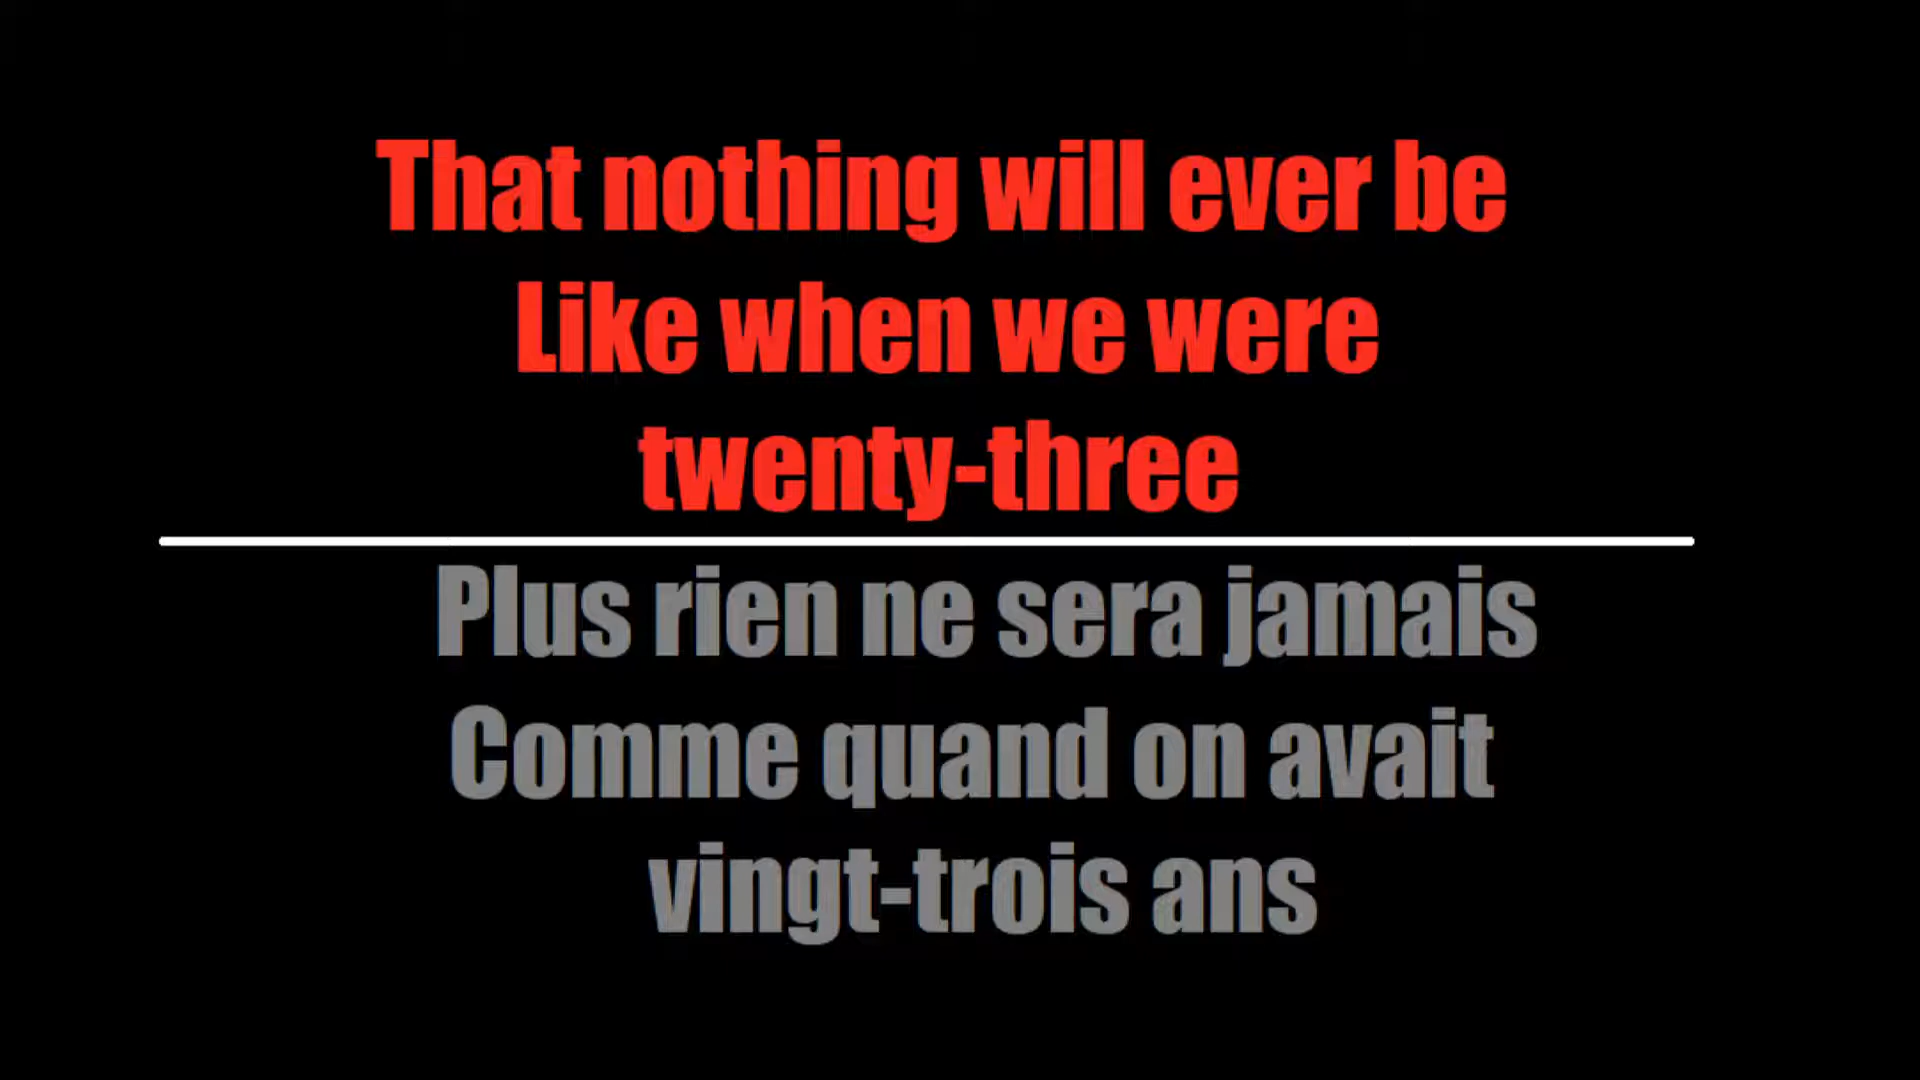 That nothing will ever be
Like when we were
twenty-three
Plus rien ne sera jamais
Comme quand on avait
vingt-trois ans